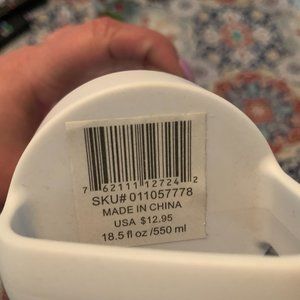 7 62111 12724 2
SKU# 011057778
MADE IN CHINA
USA $12.95
18.5 fl oz/550 ml